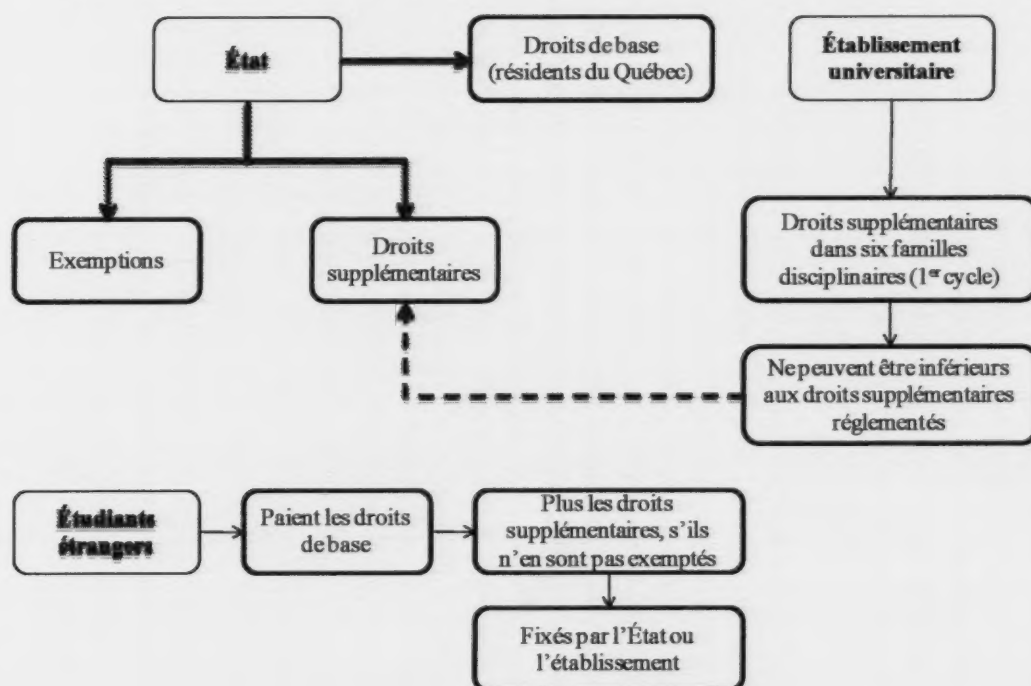 État
Droits de base
(résidents du Québec)
Établissement
universitaire
Exemptions
Droits
supplémentaires
Droits supplémentaires
dans six familles
disciplinaires (1er cycle)
Ne peuvent être inférieurs
aux droits supplémentaires
réglementés
Étudiants
étrangers
Paient les droits
de base
Plus les droits
supplémentaires, s'ils
n'en sont pas exemptés
Fixés par l'État ou
l'établissement